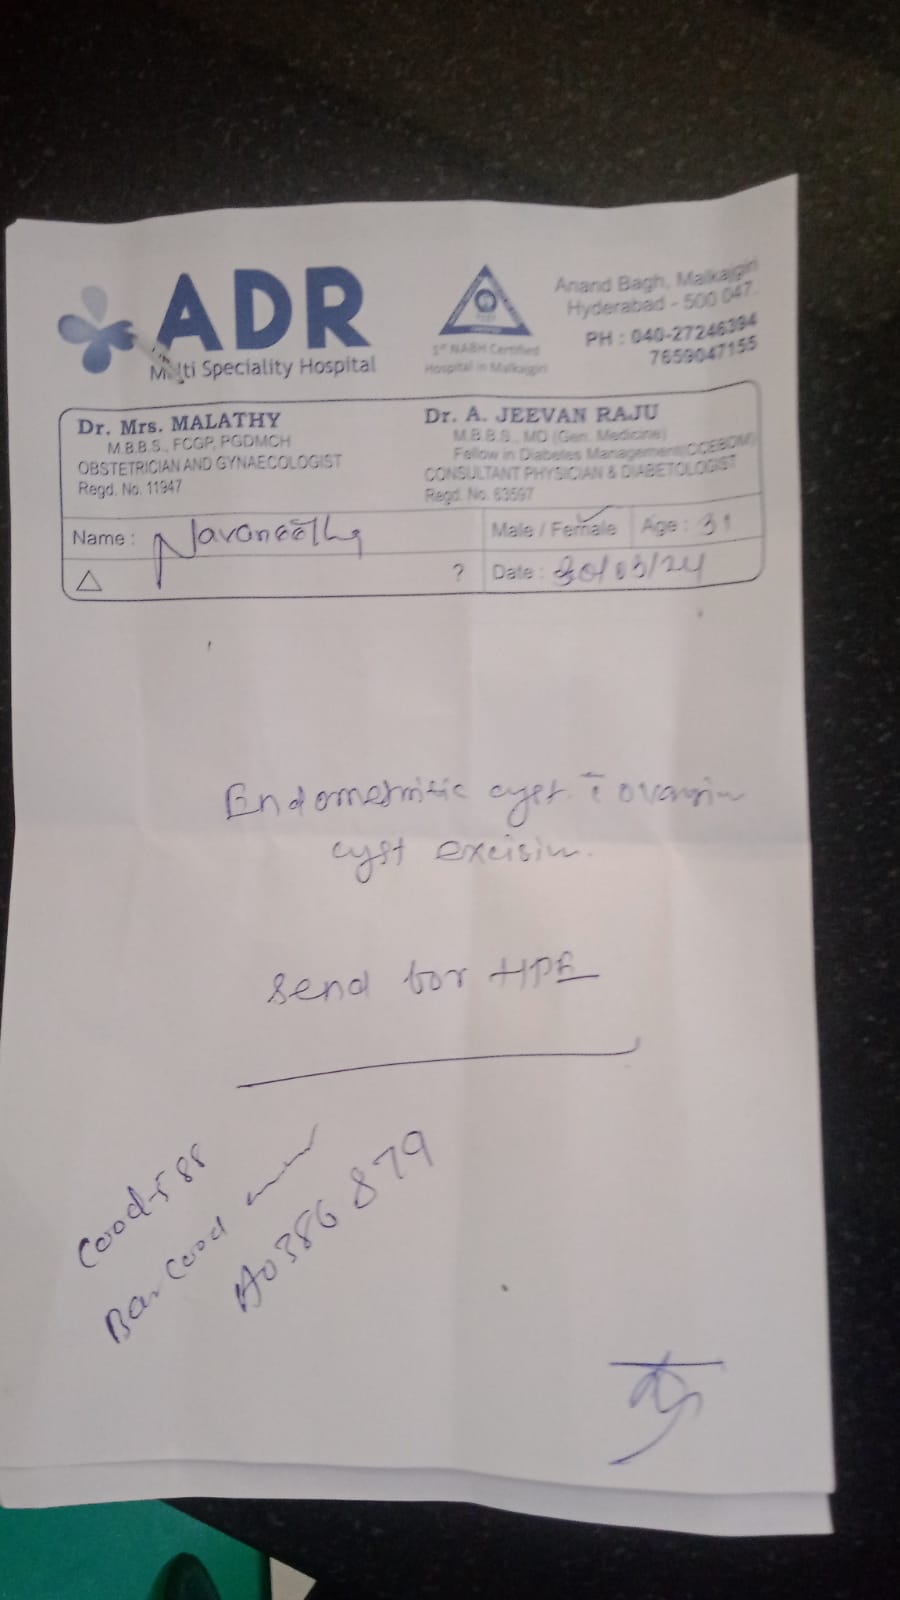 ADR
Multi Speciality Hospital
1st NABH Certified
Hospital in Malkajgiri
Anand Bagh, Malkajgiri
Hyderabad - 500 047.
PH : 040-27246394
7659047155
Dr. Mrs. MALATHY
M.B.B.S., FCGP, PGDMCH
OBSTETRICIAN AND GYNAECOLOGIST
Regd. No. 11947
Dr. A. JEEVAN RAJU
M.B.B.S., MD (Gen. Medicine)
Fellow in Diabetes Management (CCEBDM)
CONSULTANT PHYSICIAN & DIABETOLOGIST
Regd. No. 63597
Name : Navaneetha Male / Female Age : 31
△ ? Date : /03/24
Endometritic cyst c̄ ovarian
cyst excision.
Send for HPE
Cood-588
Bar Cood
A0386879